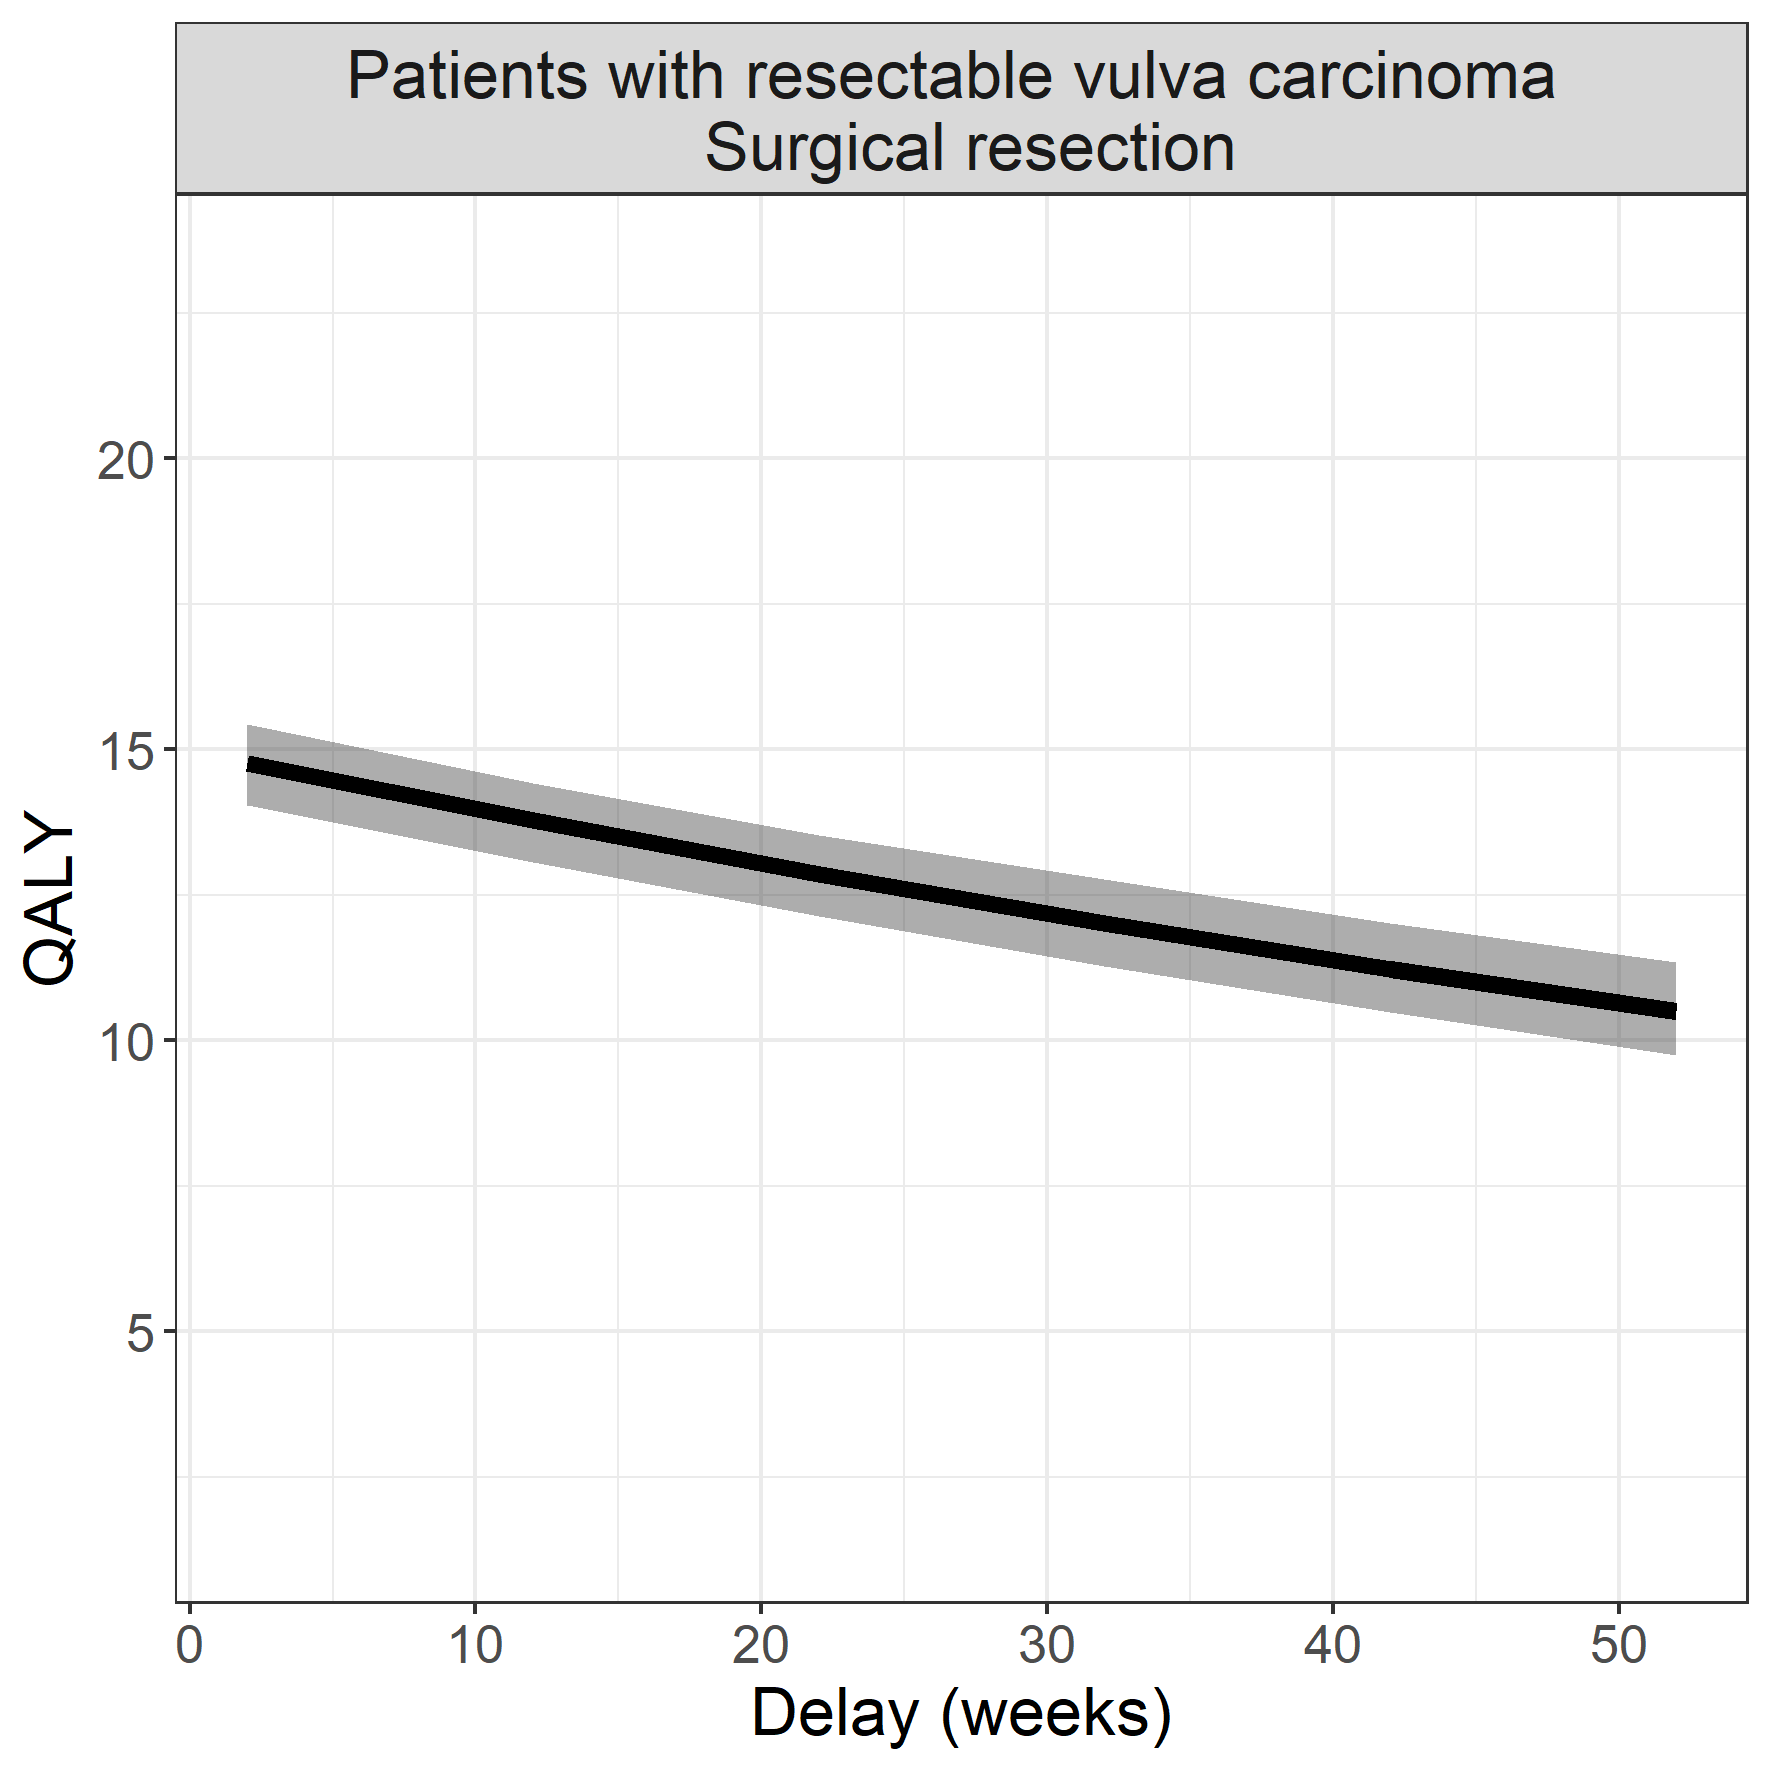 Patients with resectable vulva carcinoma
Surgical resection
QALY
20
15
10
5
0 10 20 30 40 50
Delay (weeks)